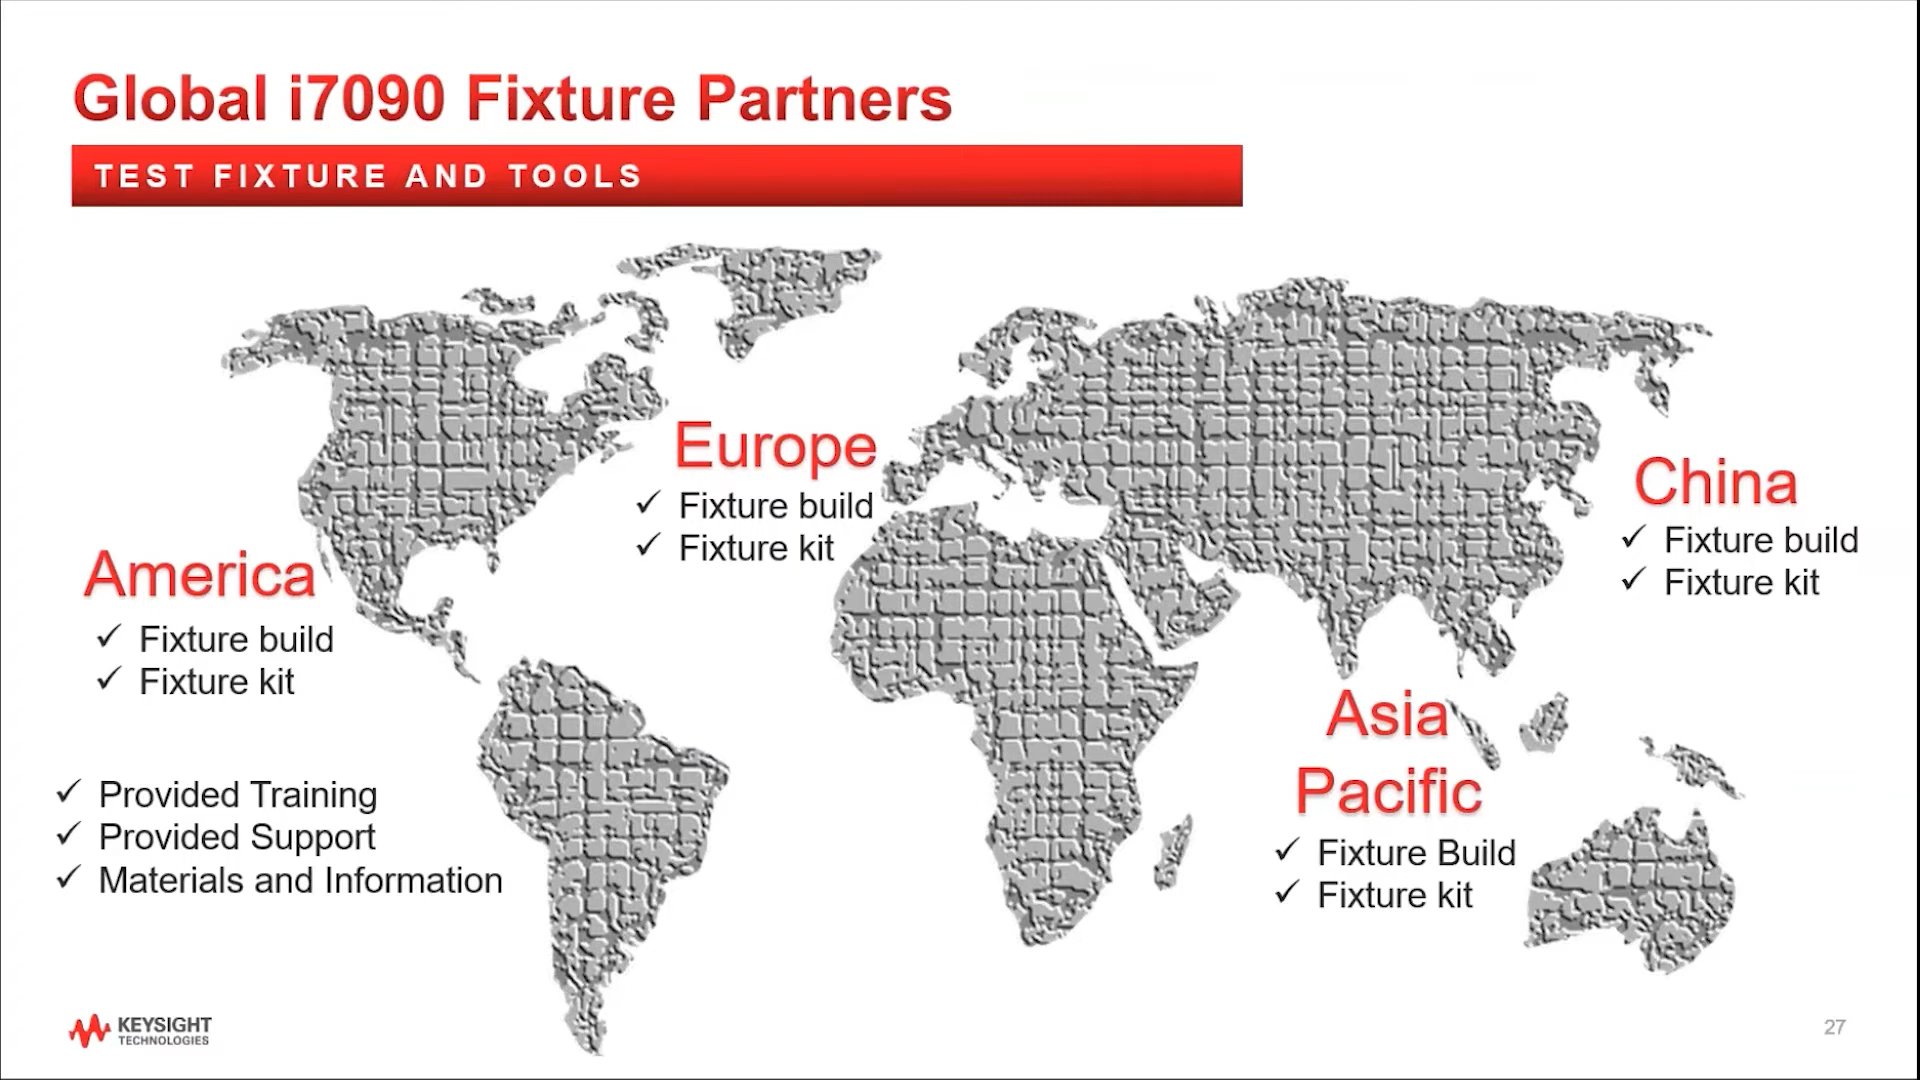 Global i7090 Fixture Partners
TEST FIXTURE AND TOOLS
Europe
✓ Fixture build
✓ Fixture kit
China
✓ Fixture build
✓ Fixture kit
America
✓ Fixture build
✓ Fixture kit
Asia
Pacific
✓ Fixture Build
✓ Fixture kit
✓ Provided Training
✓ Provided Support
✓ Materials and Information
KEYSIGHT
TECHNOLOGIES
27